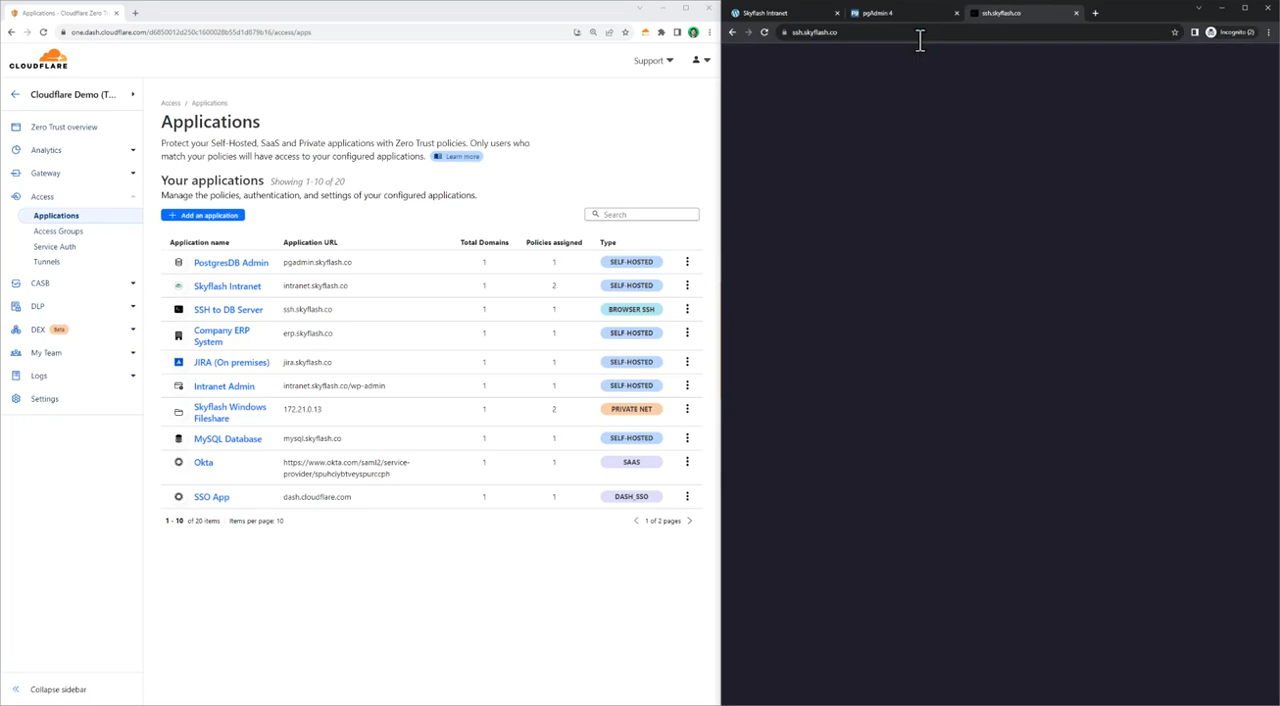 Applications - Cloudflare Zero Tr
one.dash.cloudflare.com/d6850012d250c1600028b55d1d879b16/access/apps
CLOUDFLARE
Support
Cloudflare Demo (T...
Zero Trust overview
Analytics
Gateway
Access
Applications
Access Groups
Service Auth
Tunnels
CASB
DLP
DEX Beta
My Team
Logs
Settings
Collapse sidebar
Access / Applications
Applications
Protect your Self-Hosted, SaaS and Private applications with Zero Trust policies. Only users who
match your policies will have access to your configured applications. Learn more
Your applications Showing 1-10 of 20
Manage the policies, authentication, and settings of your configured applications.
Add an application
Search
Application name Application URL Total Domains Policies assigned Type
PostgresDB Admin pgadmin.skyflash.co 1 1 SELF-HOSTED
Skyflash Intranet intranet.skyflash.co 1 2 SELF-HOSTED
SSH to DB Server ssh.skyflash.co 1 1 BROWSER SSH
Company ERP
System erp.skyflash.co 1 1 SELF-HOSTED
JIRA (On premises) jira.skyflash.co 1 1 SELF-HOSTED
Intranet Admin intranet.skyflash.co/wp-admin 1 1 SELF-HOSTED
Skyflash Windows
Fileshare 172.21.0.13 1 2 PRIVATE NET
MySQL Database mysql.skyflash.co 1 1 SELF-HOSTED
Okta https://www.okta.com/saml2/service-
provider/spuhciybtveyspurccph 1 1 SAAS
SSO App dash.cloudflare.com 1 1 DASH_SSO
1 - 10 of 20 items Items per page: 10
1 of 2 pages
Skyflash Intranet
pgAdmin 4
ssh.skyflash.co
ssh.skyflash.co
Incognito (2)